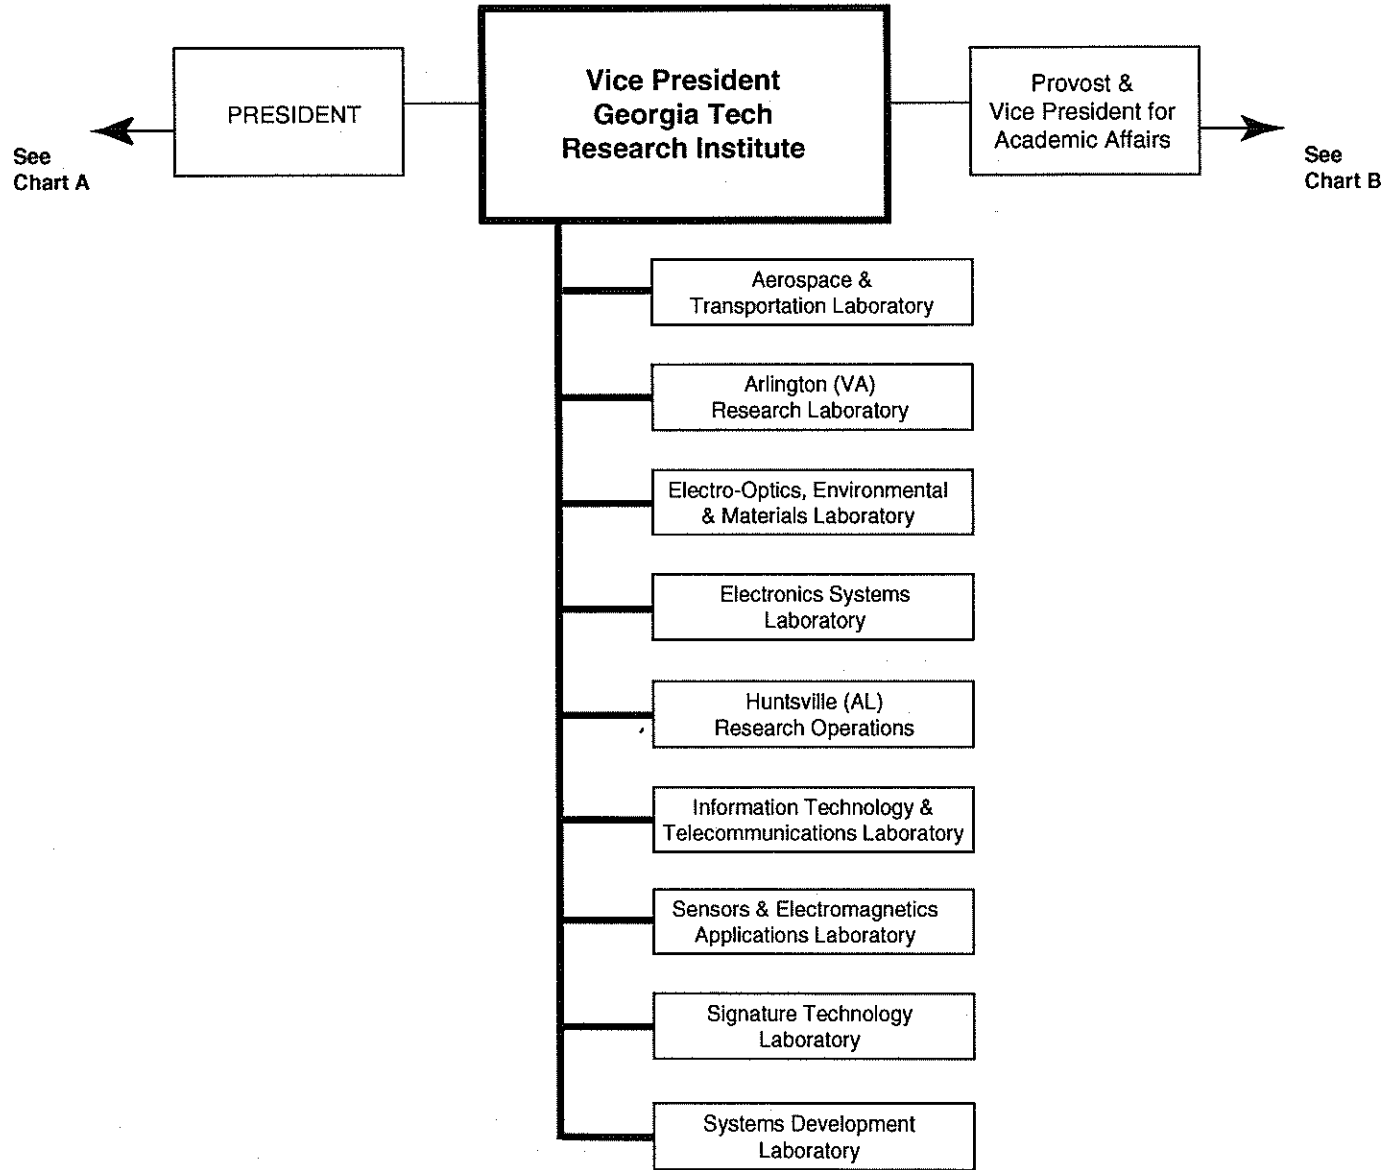 PRESIDENT
See
Chart A
Vice President
Georgia Tech
Research Institute
Provost &
Vice President for
Academic Affairs
See
Chart B
Aerospace &
Transportation Laboratory
Arlington (VA)
Research Laboratory
Electro-Optics, Environmental
& Materials Laboratory
Electronics Systems
Laboratory
Huntsville (AL)
Research Operations
Information Technology &
Telecommunications Laboratory
Sensors & Electromagnetics
Applications Laboratory
Signature Technology
Laboratory
Systems Development
Laboratory